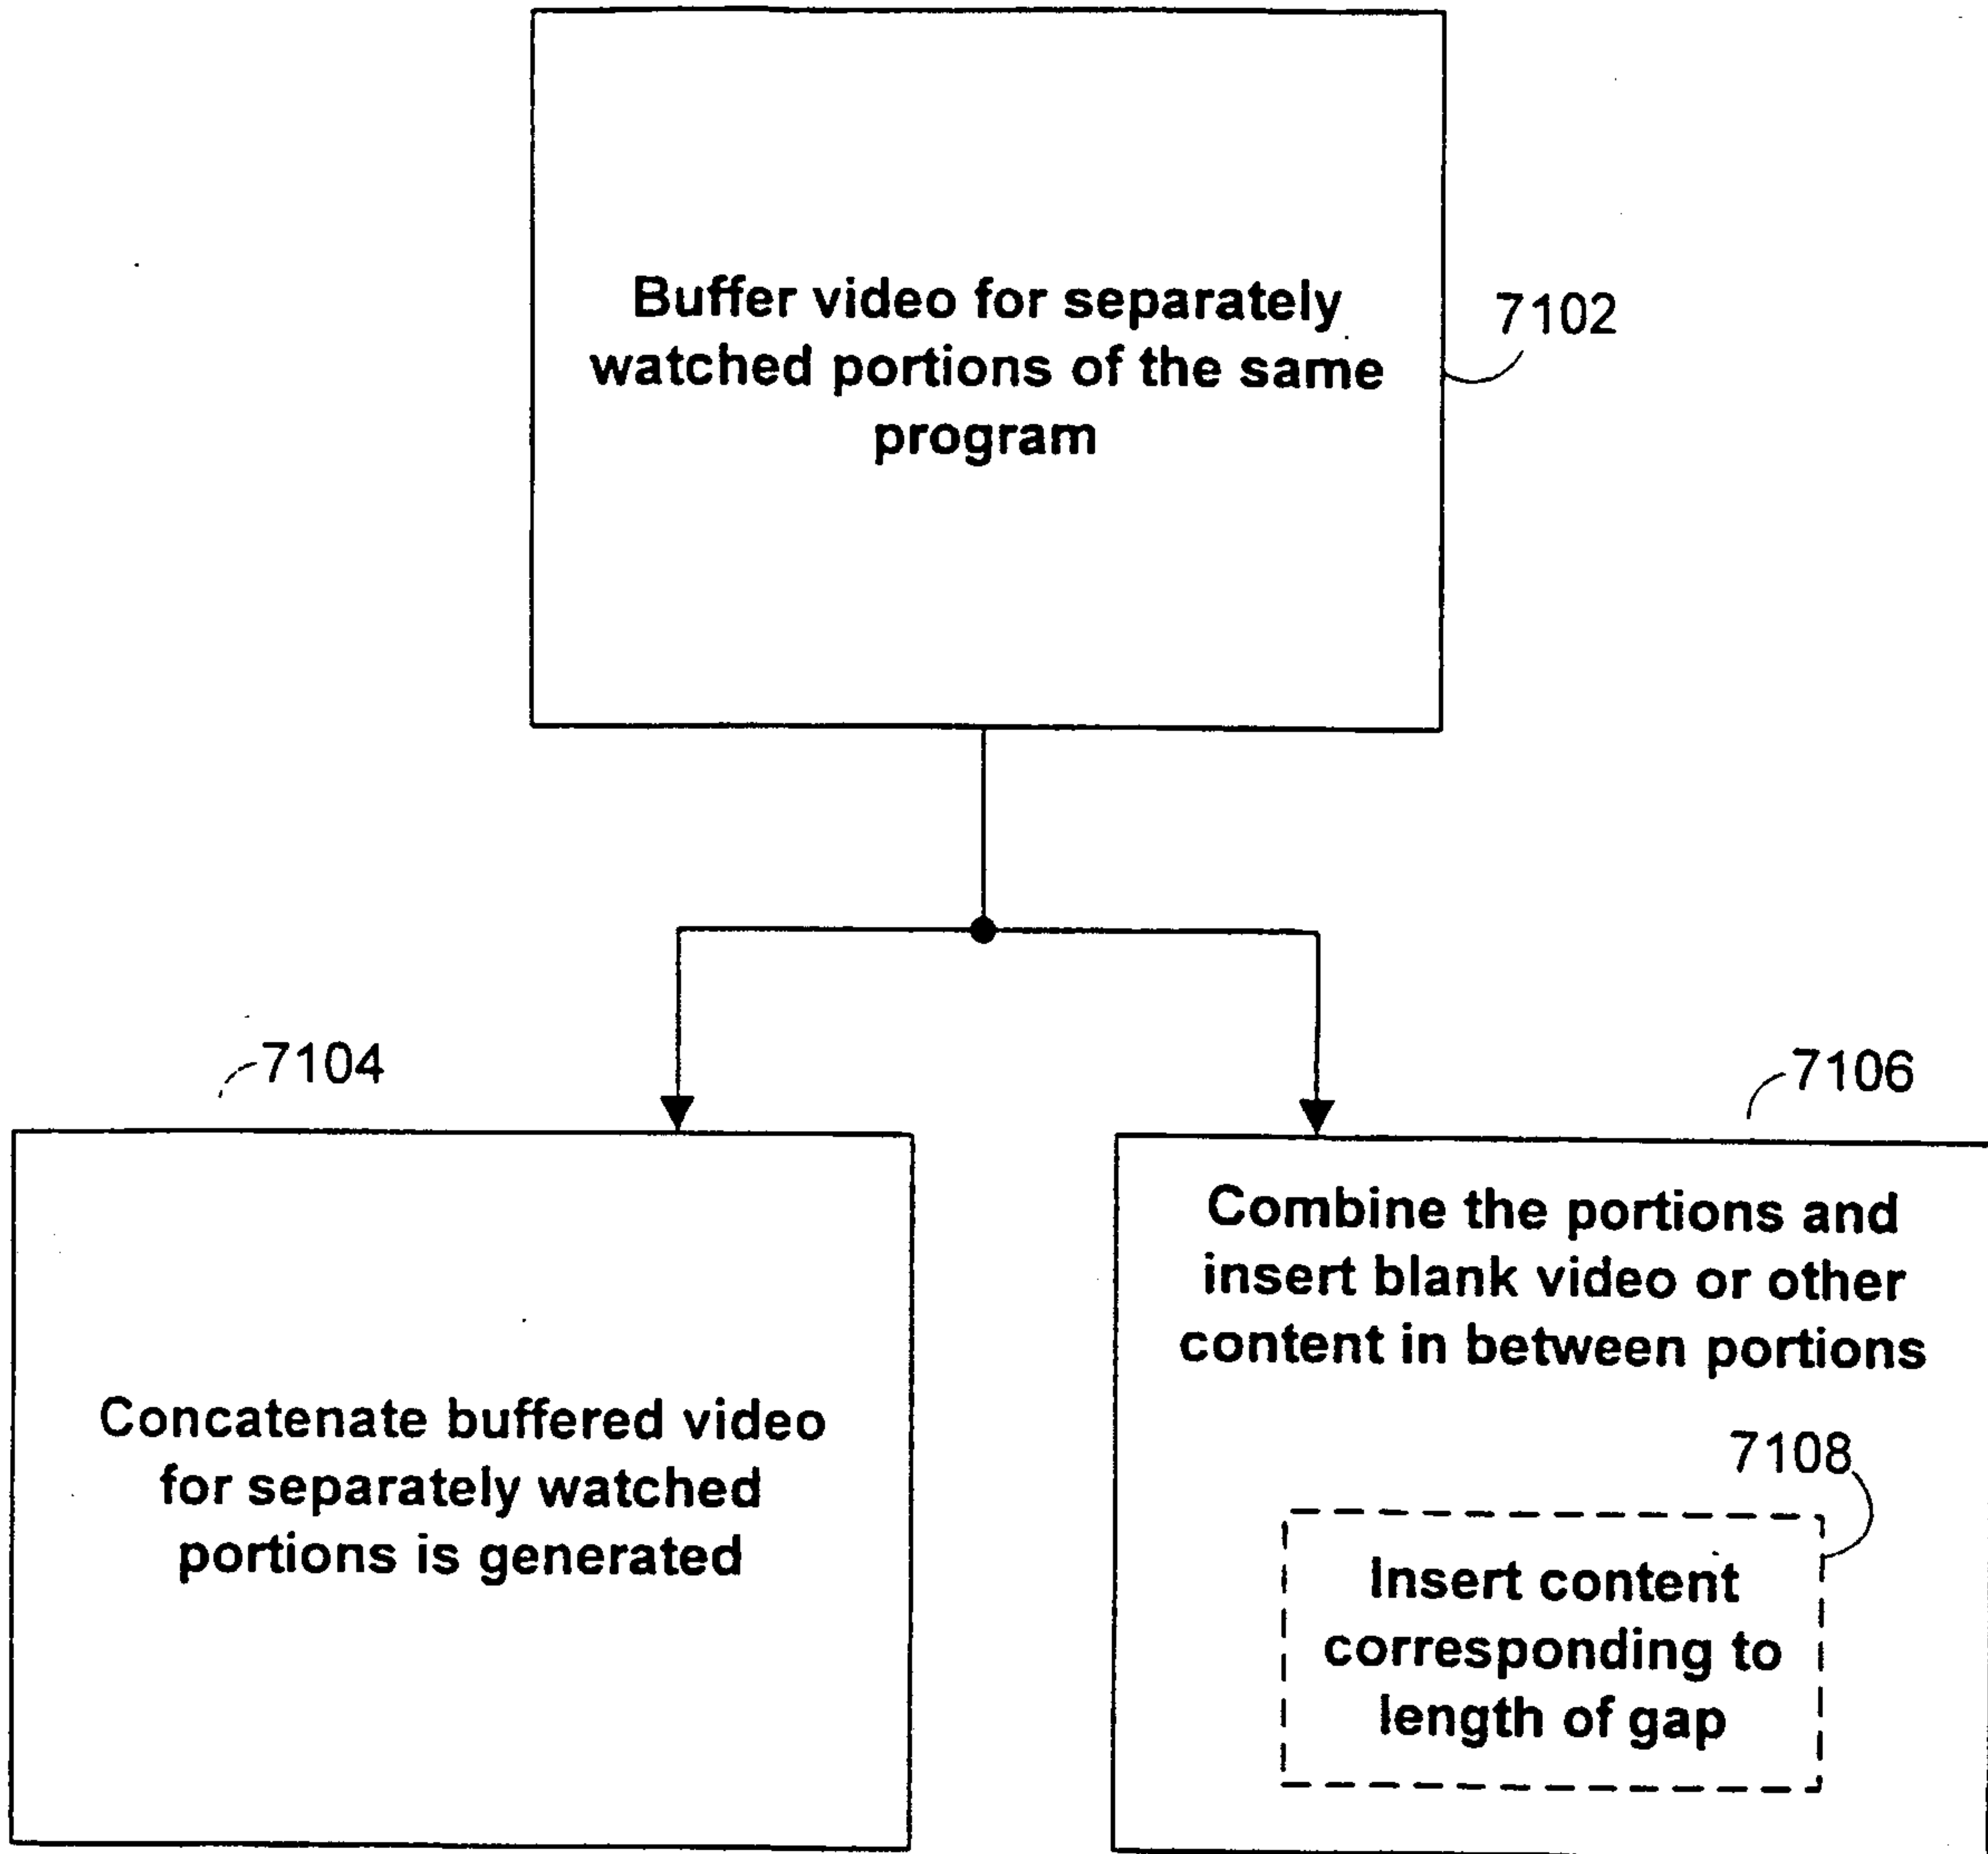 Buffer video for separately
watched portions of the same
program
7102
7104
Concatenate buffered video
for separately watched
portions is generated
7106
Combine the portions and
insert blank video or other
content in between portions
7108
Insert content
corresponding to
length of gap